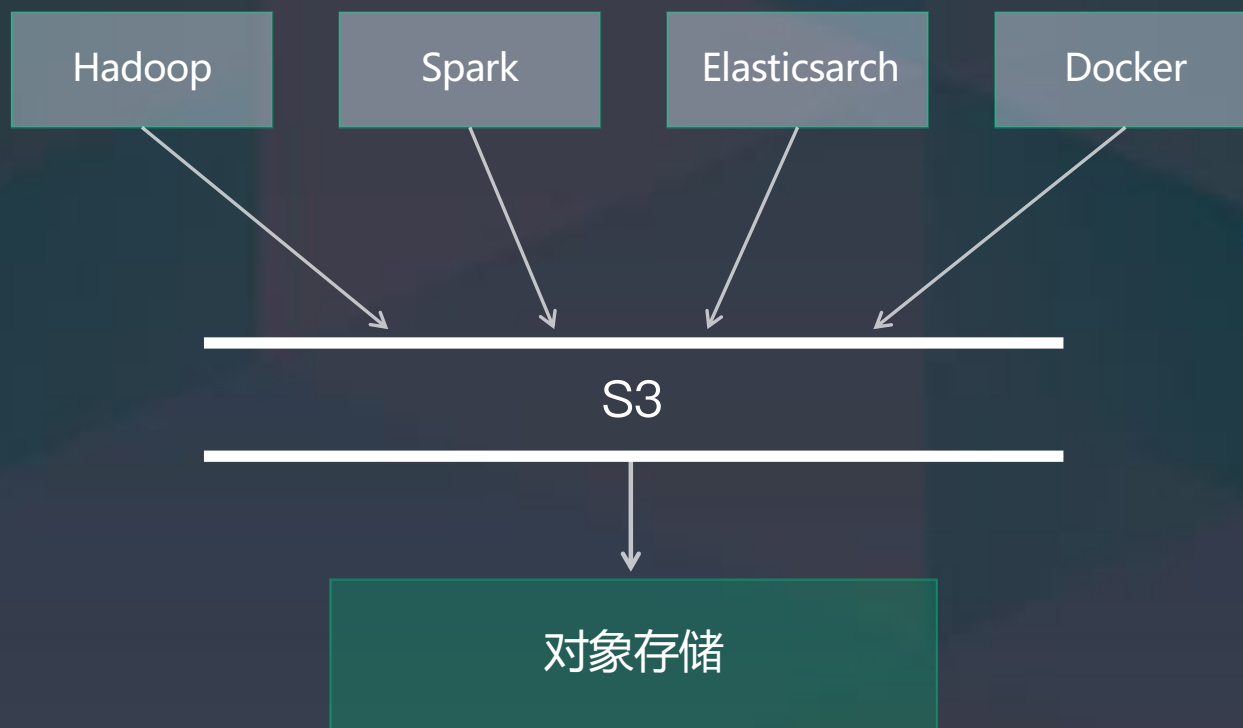 Hadoop
Spark
Elasticsarch
Docker
S3
对象存储